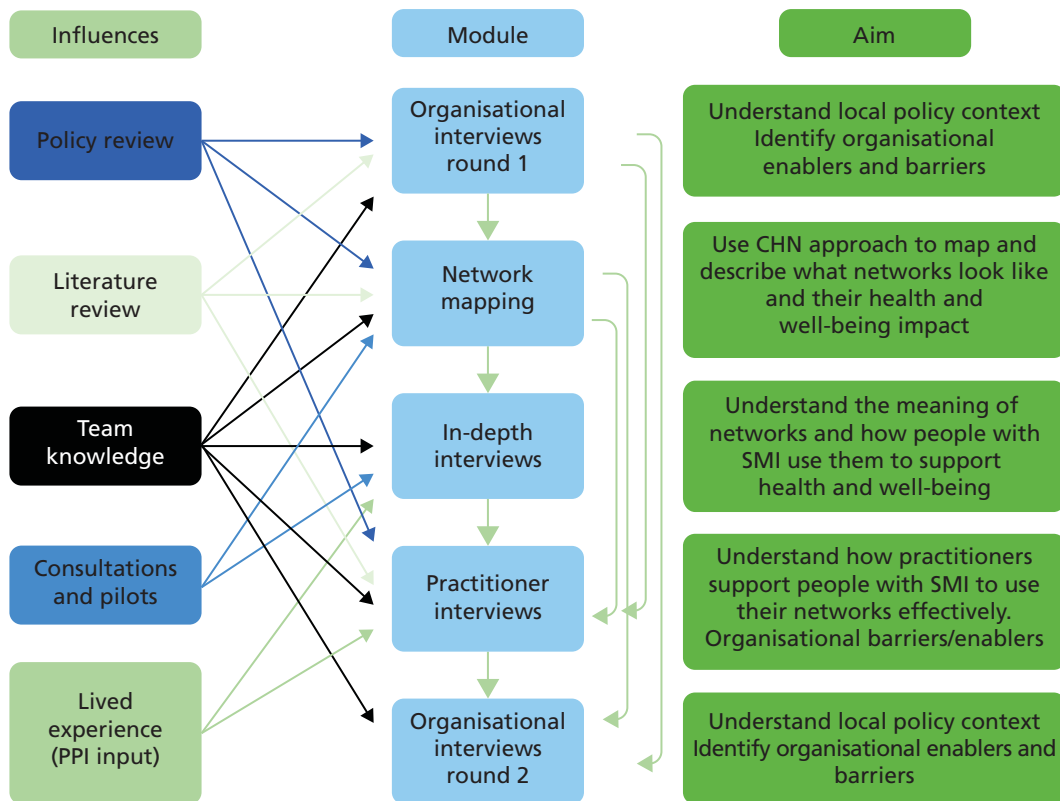 Influences
Module
Aim
Policy review
Organisational
interviews
round 1
Understand local policy context
Identify organisational
enablers and barriers
Literature
review
Network
mapping
Use CHN approach to map and
describe what networks look like
and their health and
well-being impact
Team
knowledge
In-depth
interviews
Understand the meaning of
networks and how people with
SMI use them to support
health and well-being
Consultations
and pilots
Practitioner
interviews
Understand how practitioners
support people with SMI to use
their networks effectively.
Organisational barriers/enablers
Lived
experience
(PPI input)
Organisational
interviews
round 2
Understand local policy context
Identify organisational enablers and
barriers